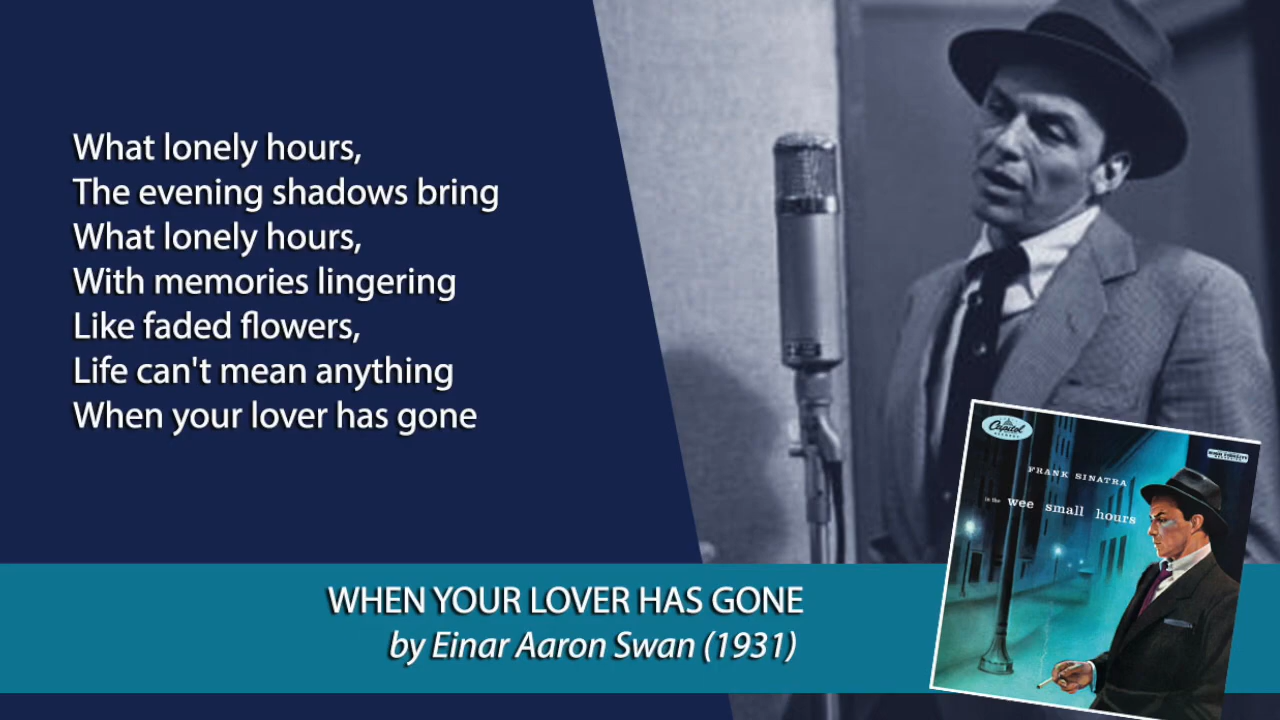 What lonely hours,
The evening shadows bring
What lonely hours,
With memories lingering
Like faded flowers,
Life can't mean anything
When your lover has gone
WHEN YOUR LOVER HAS GONE
by Einar Aaron Swan (1931)
Capitol
FRANK SINATRA
in the wee small hours